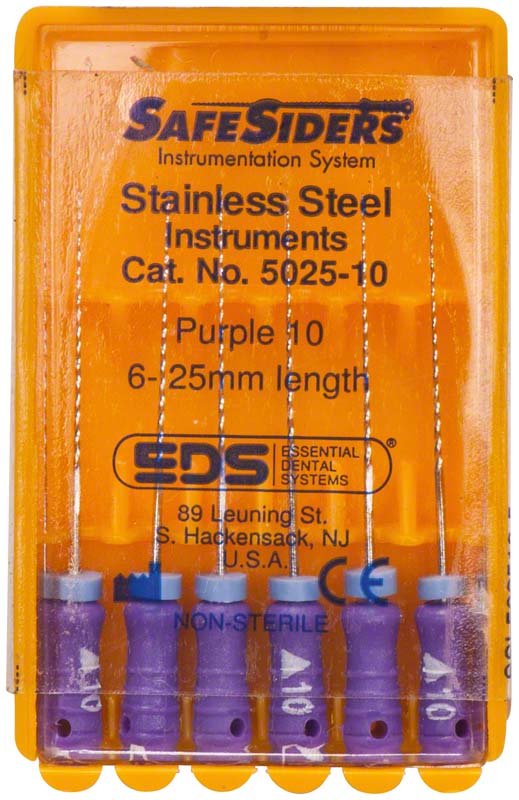 SAFESIDERS
Instrumentation System
Stainless Steel
Instruments
Cat. No. 5025-10
Purple 10
6- 25mm length
EDS ESSENTIAL DENTAL SYSTEMS ®
89 Leuning St.
S. Hackensack, NJ
U.S.A.
CE
NON-STERILE
10
10
10